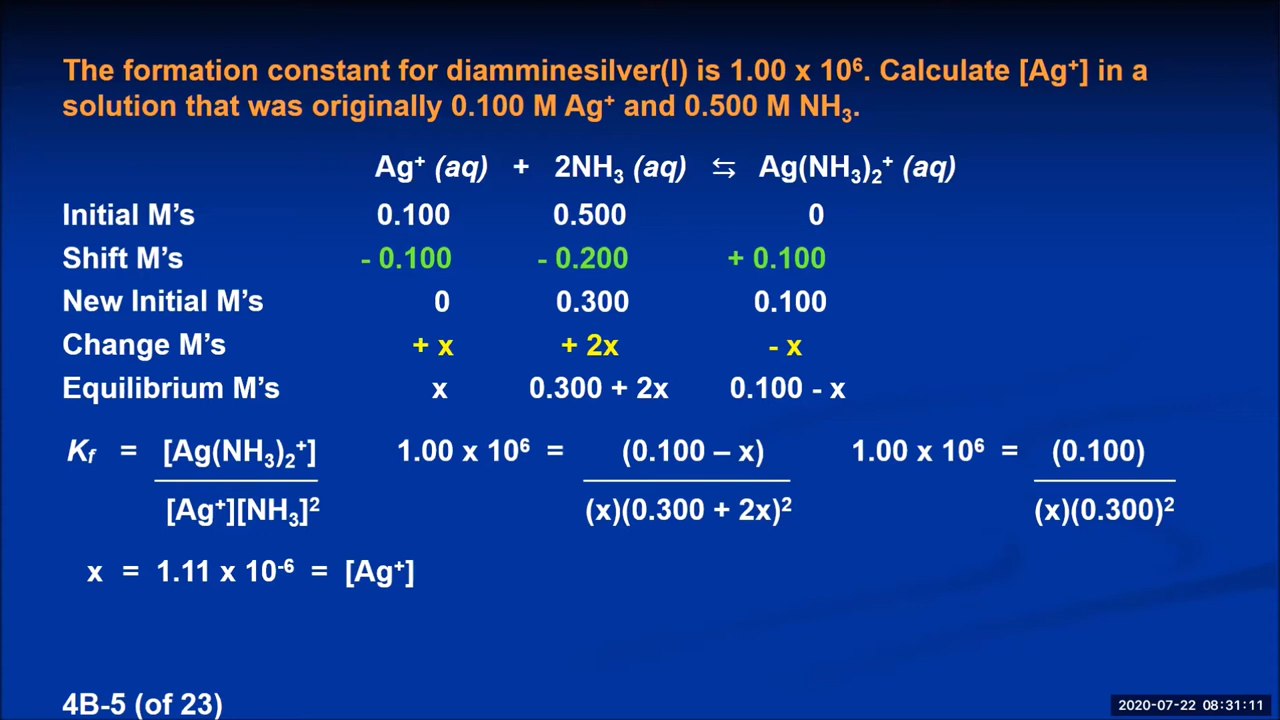 The formation constant for diamminesilver(I) is 1.00 x 10⁶. Calculate [Ag⁺] in a
solution that was originally 0.100 M Ag⁺ and 0.500 M NH₃.
Ag⁺ (aq) + 2NH₃ (aq) ⇆ Ag(NH₃)₂⁺ (aq)
Initial M’s 0.100 0.500 0
Shift M’s - 0.100 - 0.200 + 0.100
New Initial M’s 0 0.300 0.100
Change M’s + x + 2x - x
Equilibrium M’s x 0.300 + 2x 0.100 - x
K_f = [Ag(NH₃)₂⁺] 1.00 x 10⁶ = (0.100 – x) 1.00 x 10⁶ = (0.100)
[Ag⁺][NH₃]² (x)(0.300 + 2x)² (x)(0.300)²
x = 1.11 x 10⁻⁶ = [Ag⁺]
4B-5 (of 23)
2020-07-22 08:31:11